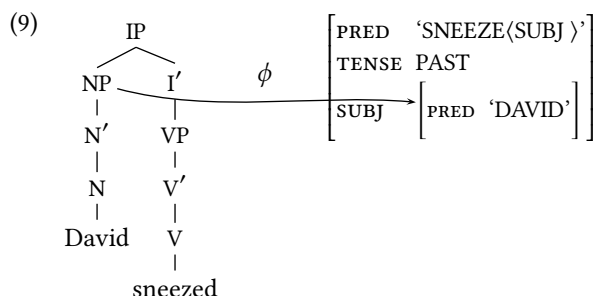 (9)
IP
NP I′
N′ VP
N V′
David V
sneezed
ϕ
PRED ‘SNEEZE⟨SUBJ ⟩’
TENSE PAST
SUBJ [PRED ‘DAVID’]